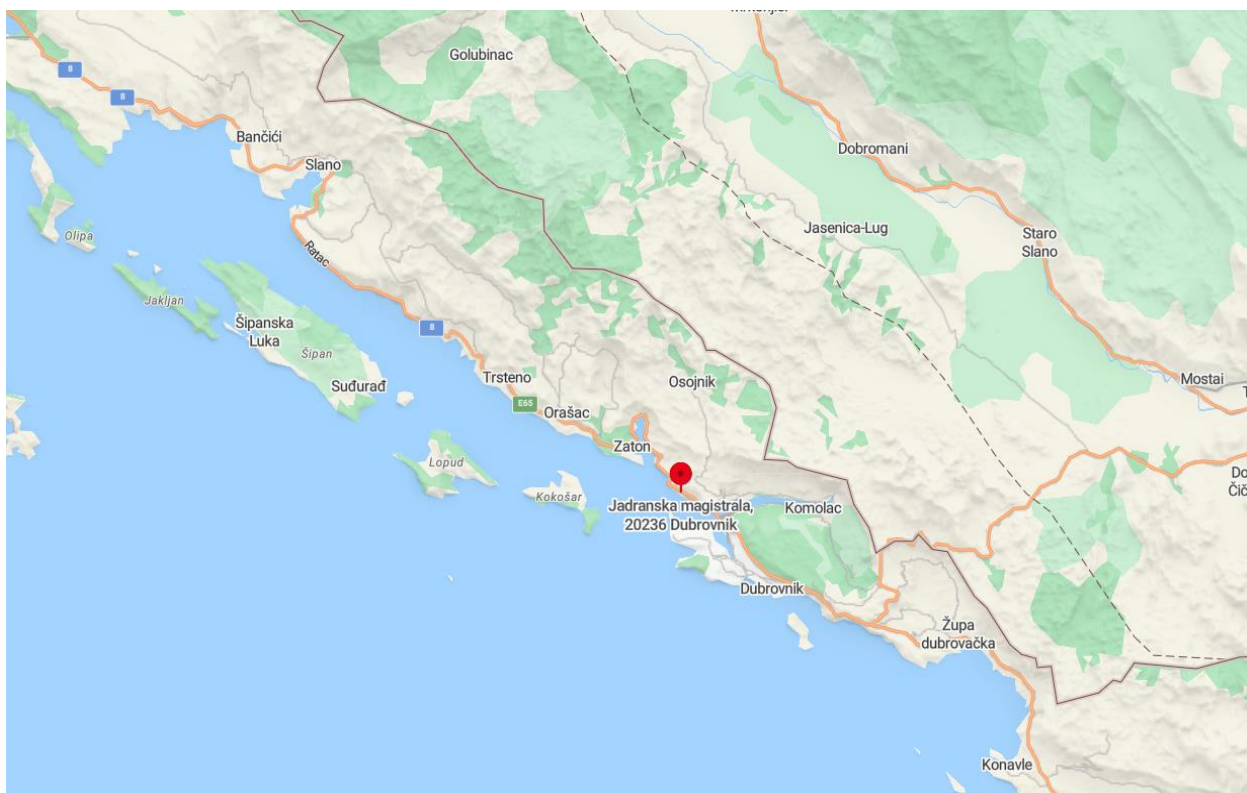 Golubinac
8
8
Bančići
Dobromani
Slano
Jasenica-Lug
Staro
Slano
Olipa
Ratac
Jakljan
Šipanska
Luka
8
Šipan
Mostai
Trsteno
Osojnik
Suđurađ
E65
Orašac
Zaton
Lopud
Kokošar
Jadranska magistrala,
20236 Dubrovnik
Komolac
Dubrovnik
Župa
dubrovačka
Konavle